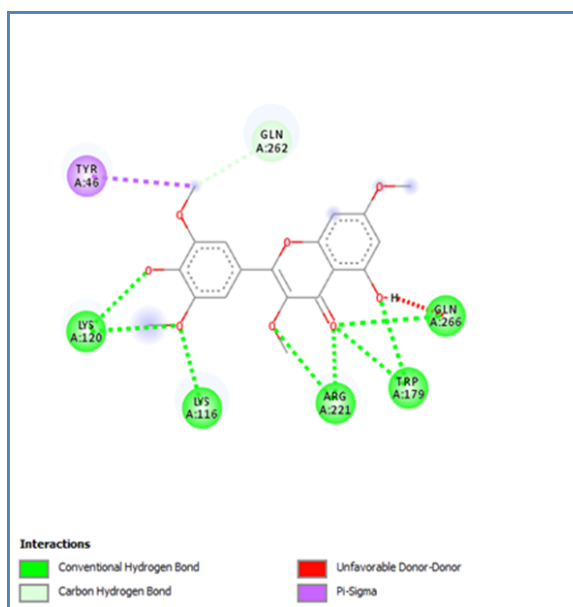 GLN
A:262
TYR
A:46
O
O
O
O
O
H
O
O
O
O
GLN
A:266
LYS
A:120
LYS
A:116
ARG
A:221
TRP
A:179
Interactions
Conventional Hydrogen Bond
Carbon Hydrogen Bond
Unfavorable Donor-Donor
Pi-Sigma